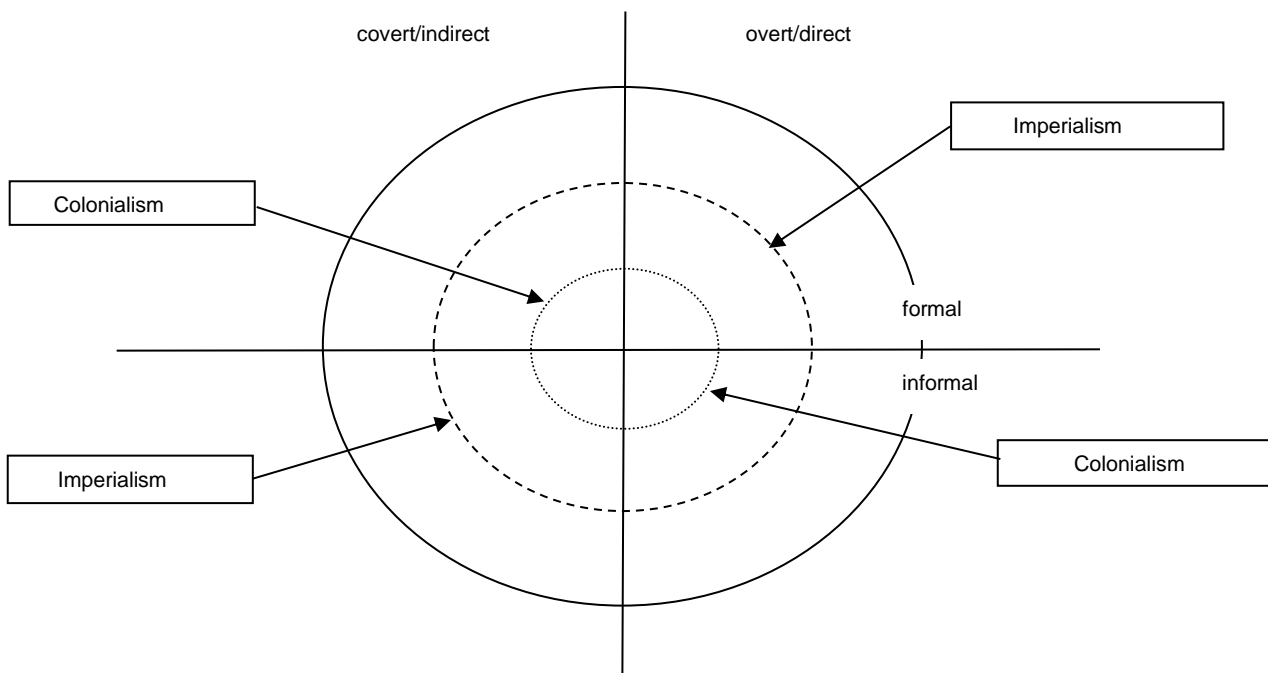 covert/indirect
overt/direct
Imperialism
Colonialism
formal
informal
Imperialism
Colonialism